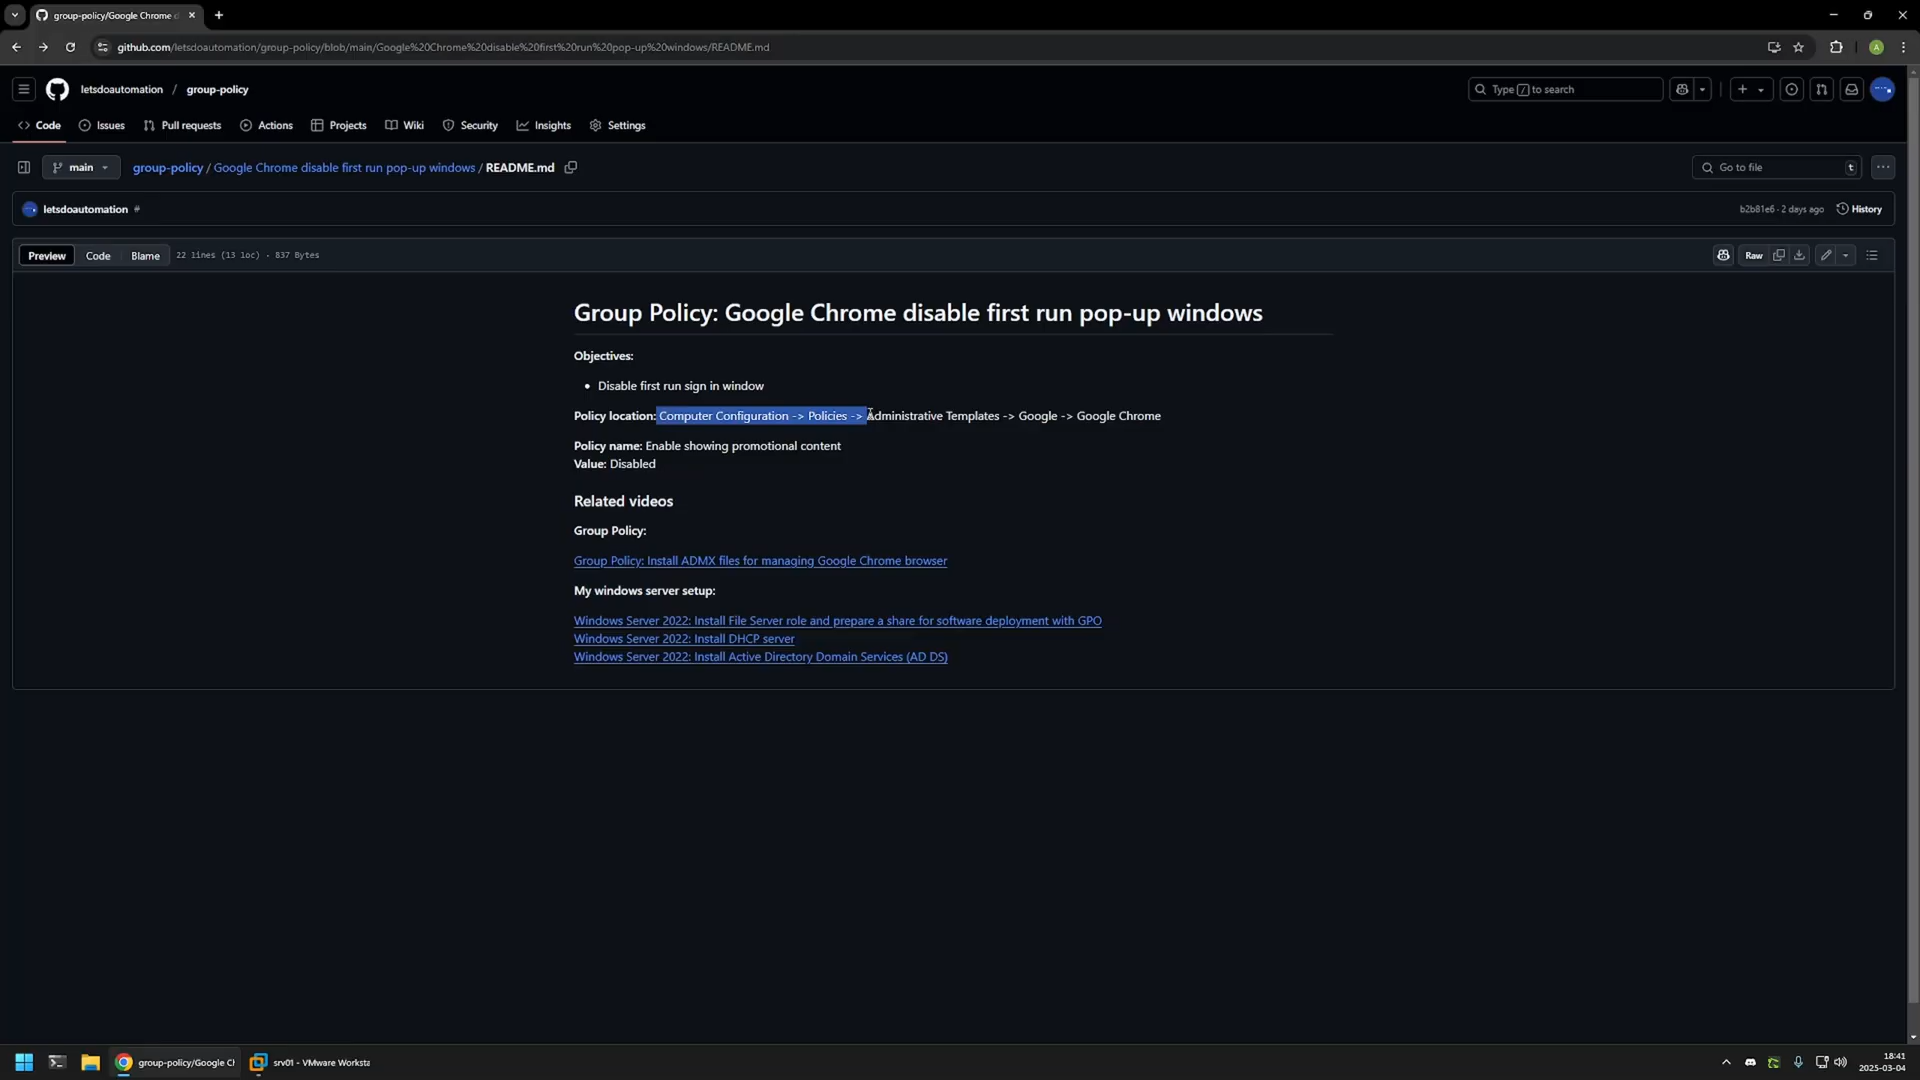 group-policy/Google Chrome d
github.com/letsdoautomation/group-policy/blob/main/Google%20Chrome%20disable%20first%20run%20pop-up%20windows/README.md
A
letsdoautomation / group-policy
Type / to search
Code
Issues
Pull requests
Actions
Projects
Wiki
Security
Insights
Settings
main
group-policy / Google Chrome disable first run pop-up windows / README.md
Go to file
t
letsdoautomation #
b2b81e6 · 2 days ago
History
Preview
Code
Blame
22 lines (13 loc) · 837 Bytes
Raw
Group Policy: Google Chrome disable first run pop-up windows
Objectives:
• Disable first run sign in window
Policy location: Computer Configuration -> Policies -> Administrative Templates -> Google -> Google Chrome
Policy name: Enable showing promotional content
Value: Disabled
Related videos
Group Policy:
Group Policy: Install ADMX files for managing Google Chrome browser
My windows server setup:
Windows Server 2022: Install File Server role and prepare a share for software deployment with GPO
Windows Server 2022: Install DHCP server
Windows Server 2022: Install Active Directory Domain Services (AD DS)
group-policy/Google Cl
srv01 - VMware Worksta
18:41
2025-03-04